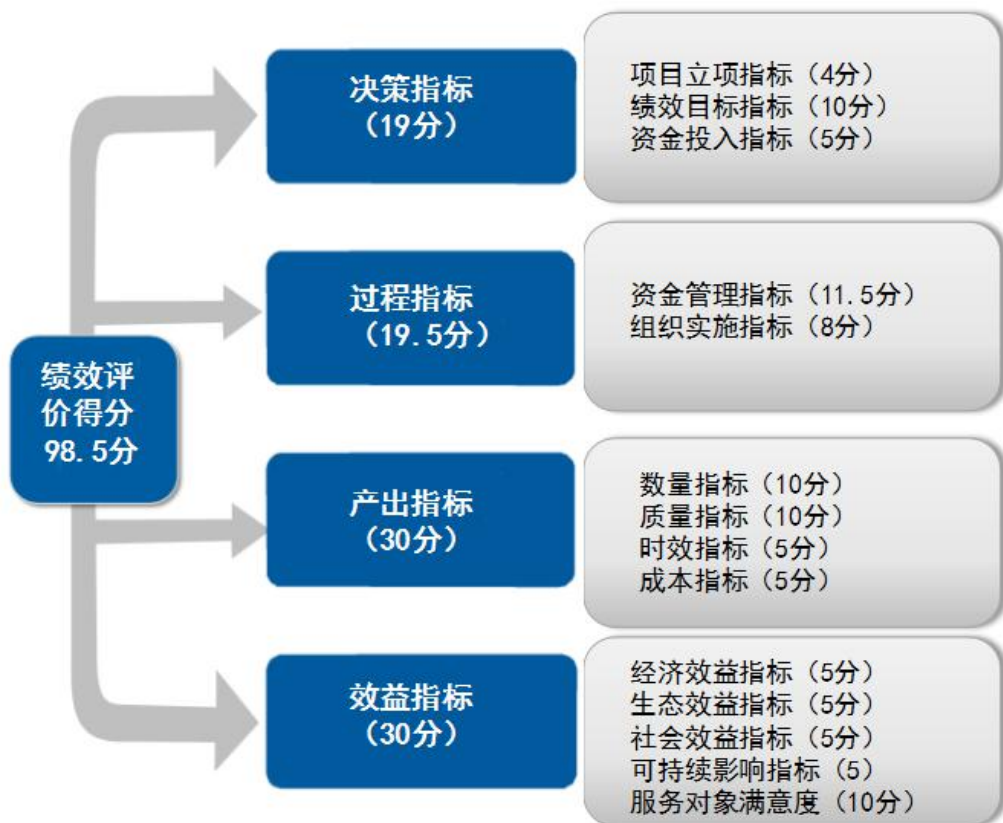 绩效评
价得分
98.5分
决策指标
（19分）
项目立项指标（4分）
绩效目标指标（10分）
资金投入指标（5分）
过程指标
（19.5分）
资金管理指标（11.5分）
组织实施指标（8分）
产出指标
（30分）
数量指标（10分）
质量指标（10分）
时效指标（5分）
成本指标（5分）
效益指标
（30分）
经济效益指标（5分）
生态效益指标（5分）
社会效益指标（5分）
可持续影响指标（5）
服务对象满意度（10分）